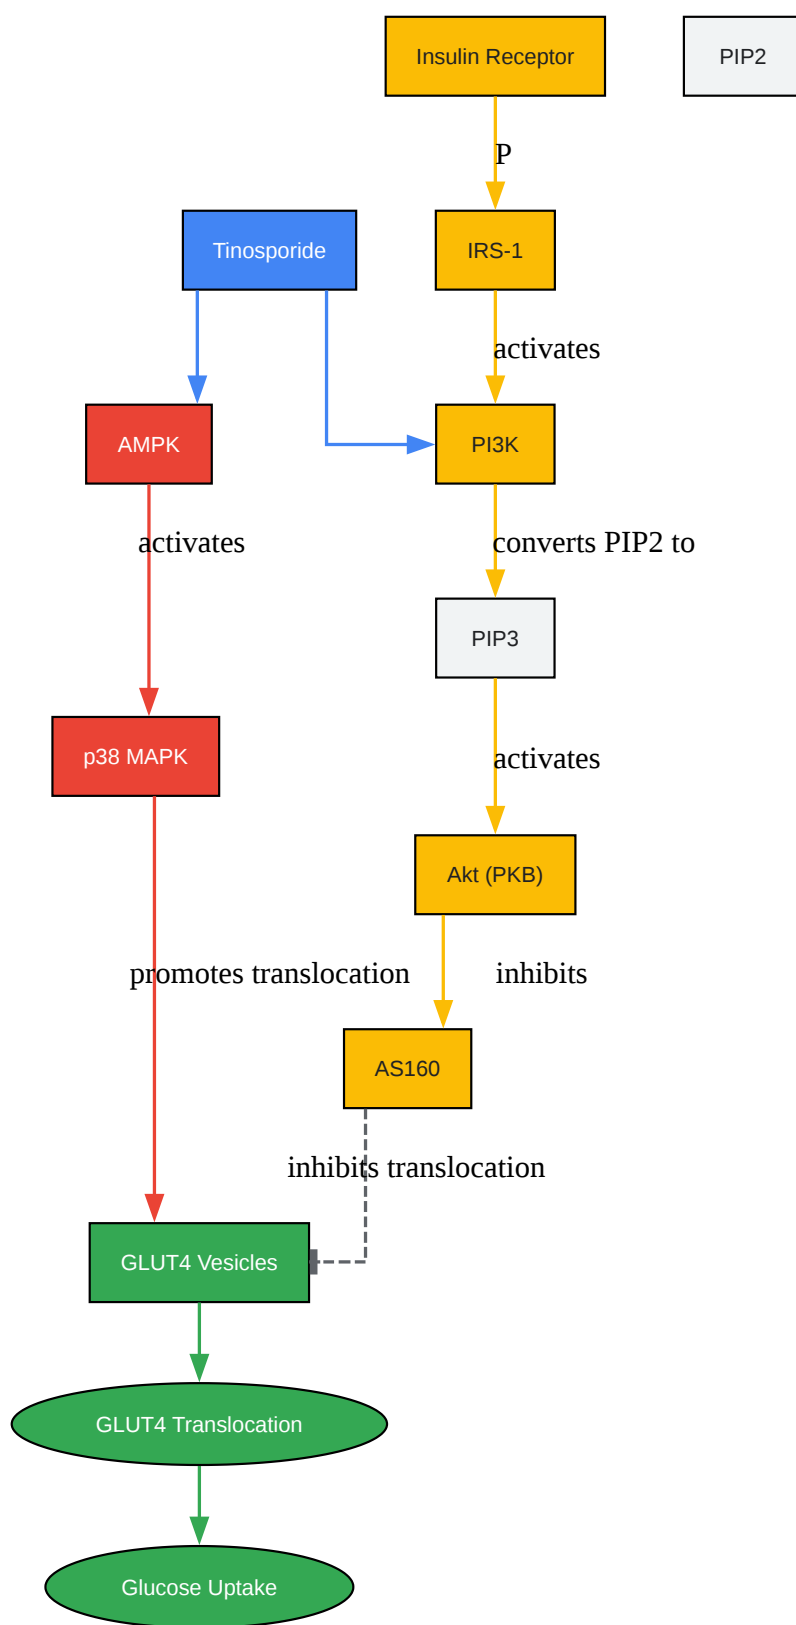 Insulin Receptor
PIP2
P
Tinosporide
IRS-1
activates
AMPK
PI3K
activates
converts PIP2 to
PIP3
p38 MAPK
activates
Akt (PKB)
promotes translocation
inhibits
AS160
inhibits translocation
GLUT4 Vesicles
GLUT4 Translocation
Glucose Uptake